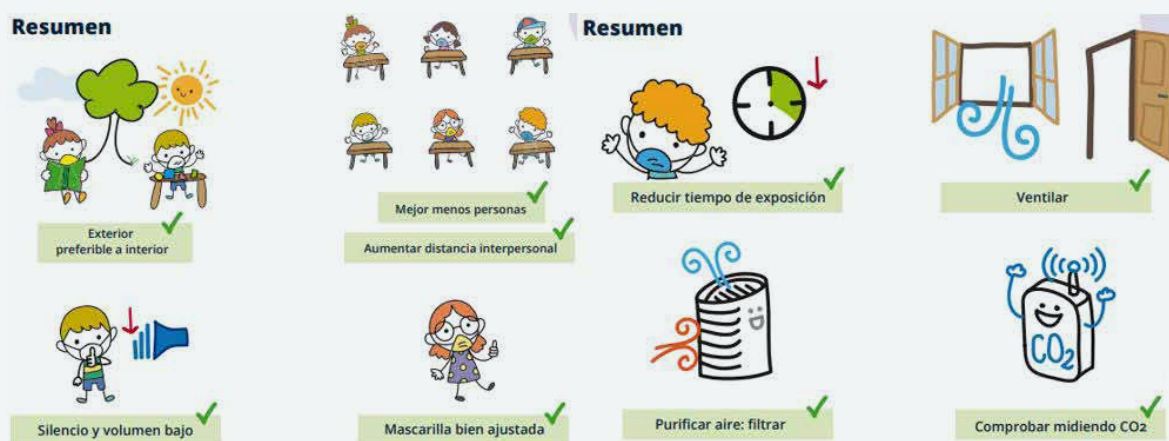 Resumen
Exterior
preferible a interior
Mejor menos personas
Aumentar distancia interpersonal
Silencio y volumen bajo
Mascarilla bien ajustada
Resumen
Reducir tiempo de exposición
Ventilar
Purificar aire: filtrar
CO2
Comprobar midiendo CO2